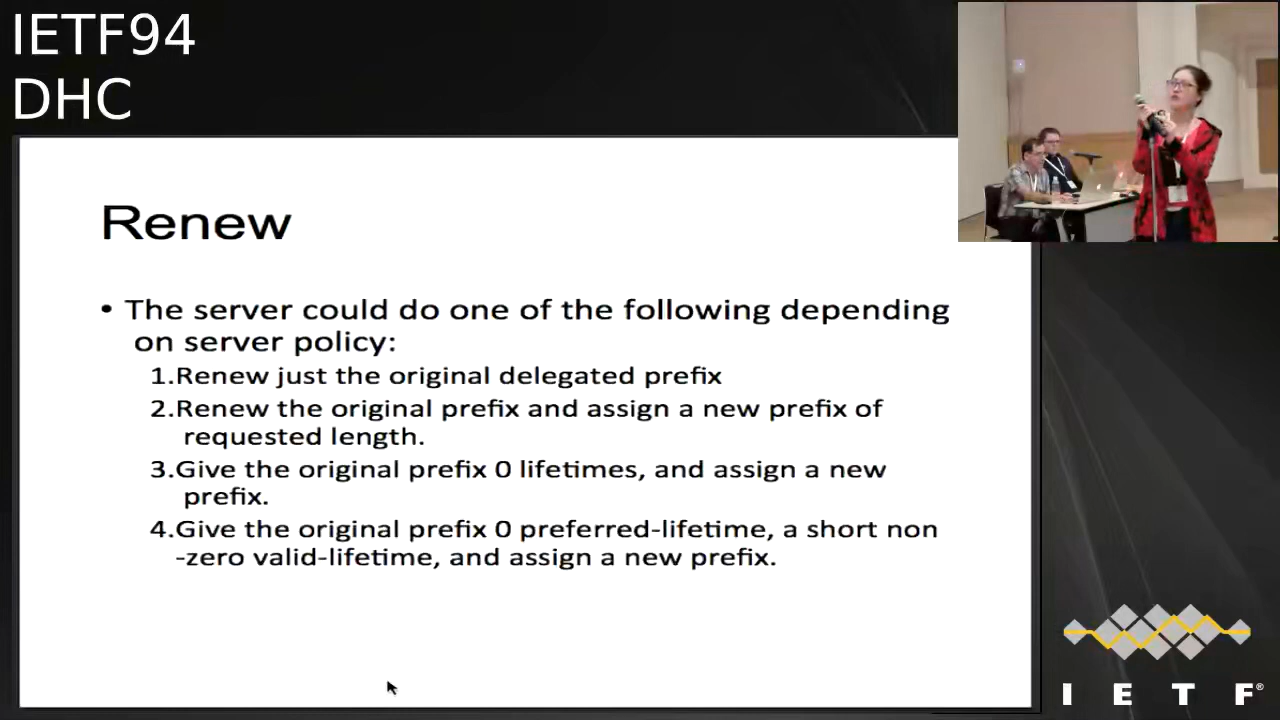 IETF94
DHC
Renew
• The server could do one of the following depending
on server policy:
1.Renew just the original delegated prefix
2.Renew the original prefix and assign a new prefix of
requested length.
3.Give the original prefix 0 lifetimes, and assign a new
prefix.
4.Give the original prefix 0 preferred-lifetime, a short non
-zero valid-lifetime, and assign a new prefix.
I E T F®